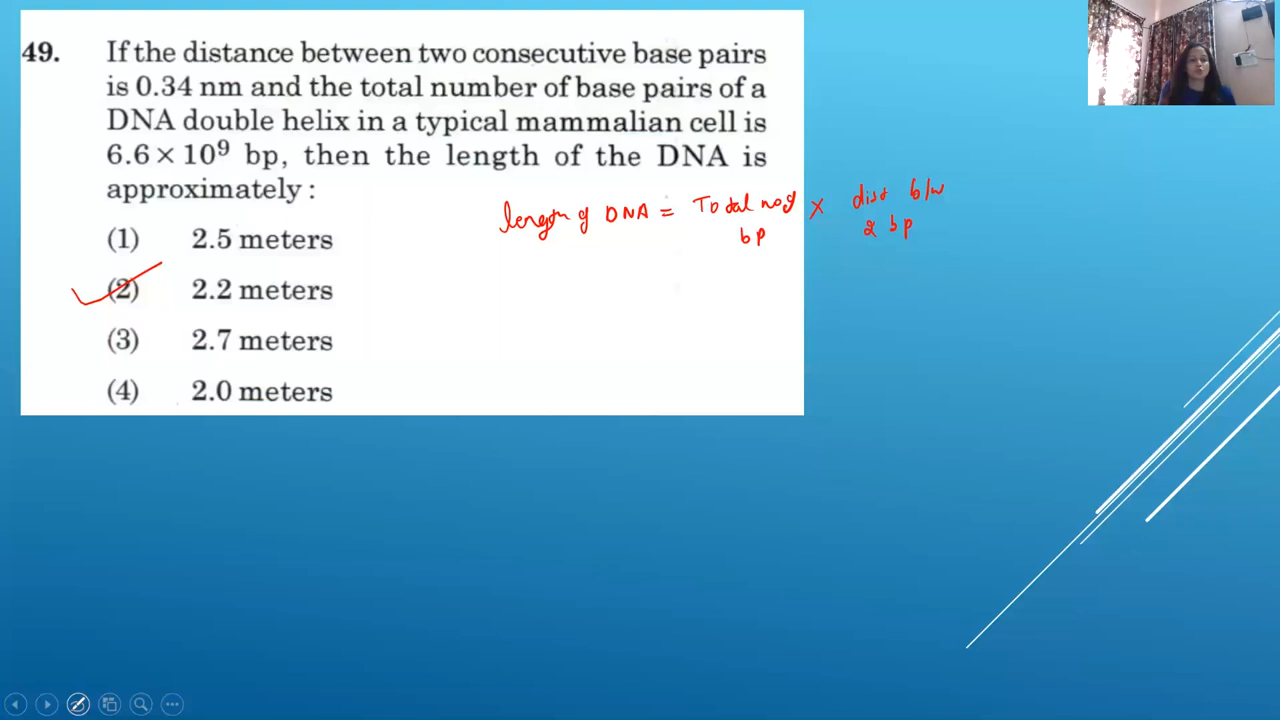 49. If the distance between two consecutive base pairs
is 0.34 nm and the total number of base pairs of a
DNA double helix in a typical mammalian cell is
6.6 × 10⁹ bp, then the length of the DNA is
approximately :
length of DNA = Total no of bp × dist b/w 2 bp
(1) 2.5 meters
(2) 2.2 meters
(3) 2.7 meters
(4) 2.0 meters